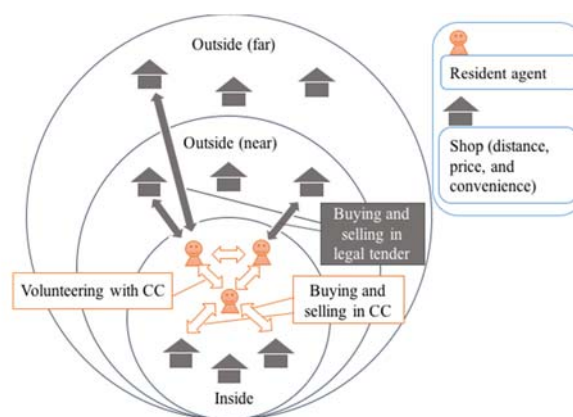 Outside (far)
Resident agent
Outside (near)
Shop (distance,
price, and
convenience)
Buying and
selling in
legal tender
Volunteering with CC
Buying and
selling in CC
Inside